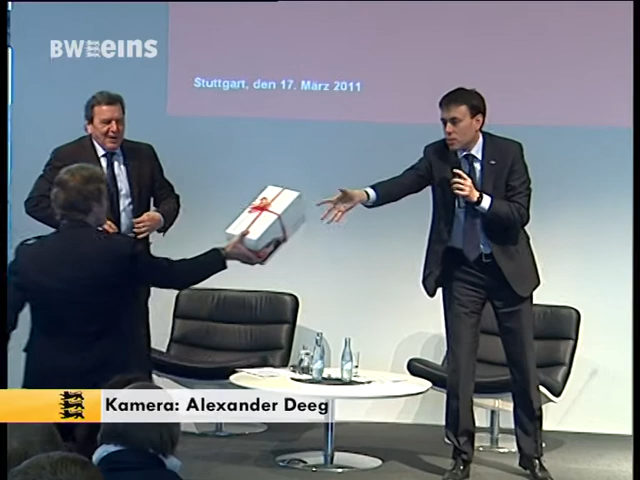 BW eins
Stuttgart, den 17. März 2011
Kamera: Alexander Deeg